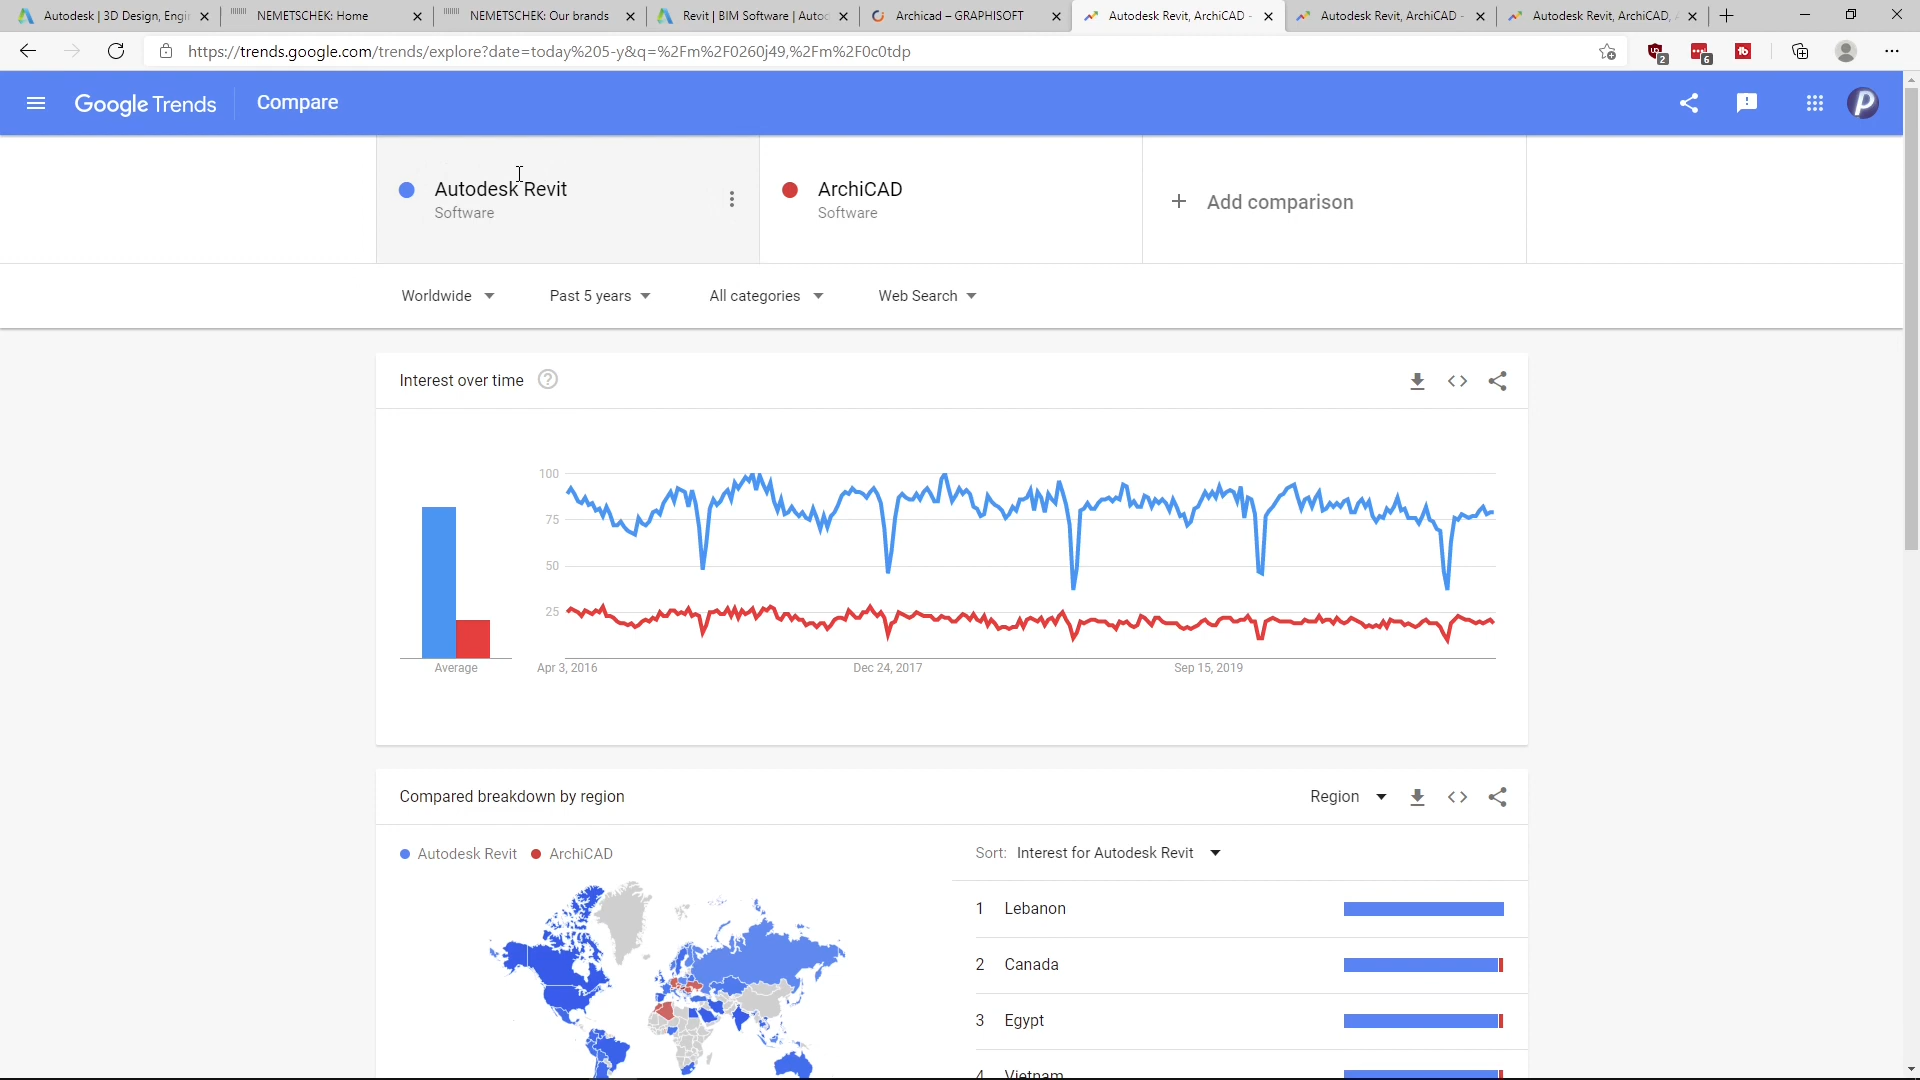 Autodesk | 3D Design, Engi
NEMETSCHEK: Home
NEMETSCHEK: Our brands
Revit | BIM Software | Autod
Archicad – GRAPHISOFT
Autodesk Revit, ArchiCAD -
Autodesk Revit, ArchiCAD -
Autodesk Revit, ArchiCAD,
https://trends.google.com/trends/explore?date=today%205-y&q=%2Fm%2F0260j49,%2Fm%2F0c0tdp
2
6
Google Trends
Compare
P
Autodesk Revit
Software
ArchiCAD
Software
+ Add comparison
Worldwide
Past 5 years
All categories
Web Search
Interest over time ?
100
75
50
25
Average
Apr 3, 2016
Dec 24, 2017
Sep 15, 2019
Compared breakdown by region
Region
Autodesk Revit
ArchiCAD
Sort: Interest for Autodesk Revit
1 Lebanon
2 Canada
3 Egypt
4 Vietnam